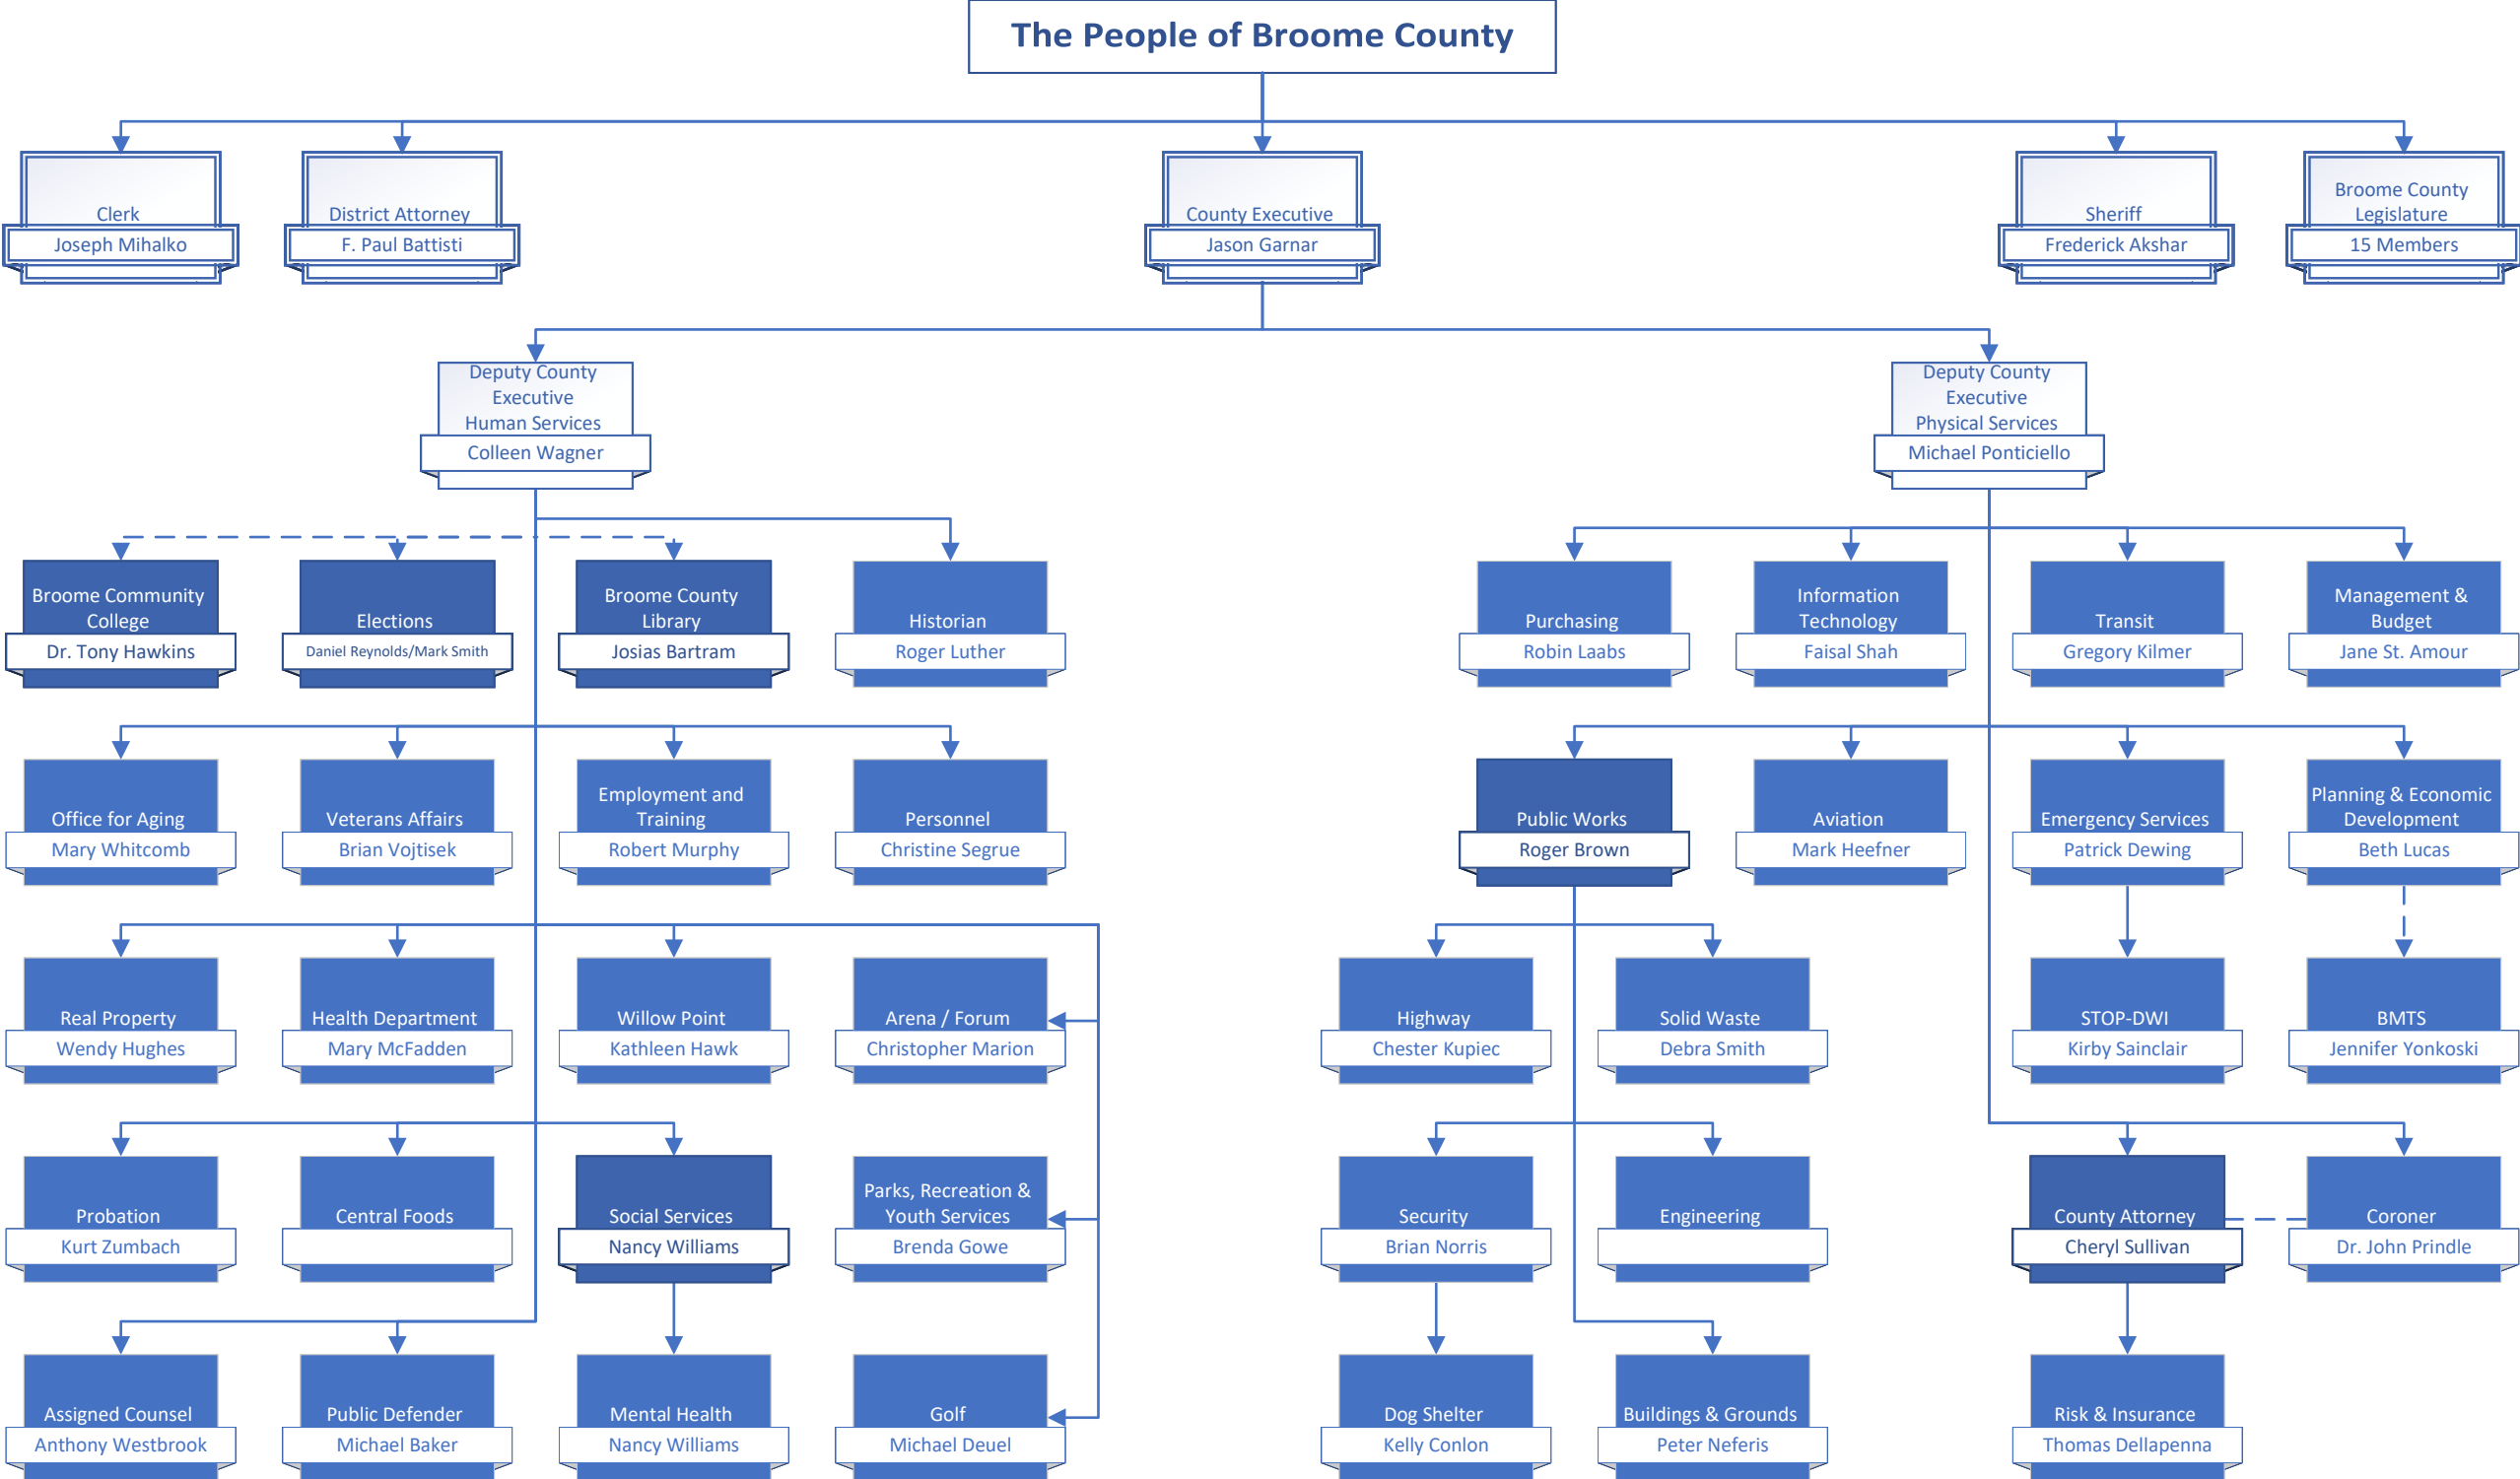 The People of Broome County
Clerk
Joseph Mihalko
District Attorney
F. Paul Battisti
County Executive
Jason Garnar
Sheriff
Frederick Akshar
Broome County
Legislature
15 Members
Deputy County
Executive
Human Services
Colleen Wagner
Deputy County
Executive
Physical Services
Michael Ponticiello
Broome Community
College
Dr. Tony Hawkins
Elections
Daniel Reynolds/Mark Smith
Broome County
Library
Josias Bartram
Historian
Roger Luther
Purchasing
Robin Laabs
Information
Technology
Faisal Shah
Transit
Gregory Kilmer
Management &
Budget
Jane St. Amour
Office for Aging
Mary Whitcomb
Veterans Affairs
Brian Vojtisek
Employment and
Training
Robert Murphy
Personnel
Christine Segrue
Public Works
Roger Brown
Aviation
Mark Heefner
Emergency Services
Patrick Dewing
Planning & Economic
Development
Beth Lucas
Real Property
Wendy Hughes
Health Department
Mary McFadden
Willow Point
Kathleen Hawk
Arena / Forum
Christopher Marion
Highway
Chester Kupiec
Solid Waste
Debra Smith
STOP-DWI
Kirby Sainclair
BMTS
Jennifer Yonkoski
Probation
Kurt Zumbach
Central Foods
Social Services
Nancy Williams
Parks, Recreation &
Youth Services
Brenda Gowe
Security
Brian Norris
Engineering
County Attorney
Cheryl Sullivan
Coroner
Dr. John Prindle
Assigned Counsel
Anthony Westbrook
Public Defender
Michael Baker
Mental Health
Nancy Williams
Golf
Michael Deuel
Dog Shelter
Kelly Conlon
Buildings & Grounds
Peter Neferis
Risk & Insurance
Thomas Dellapenna